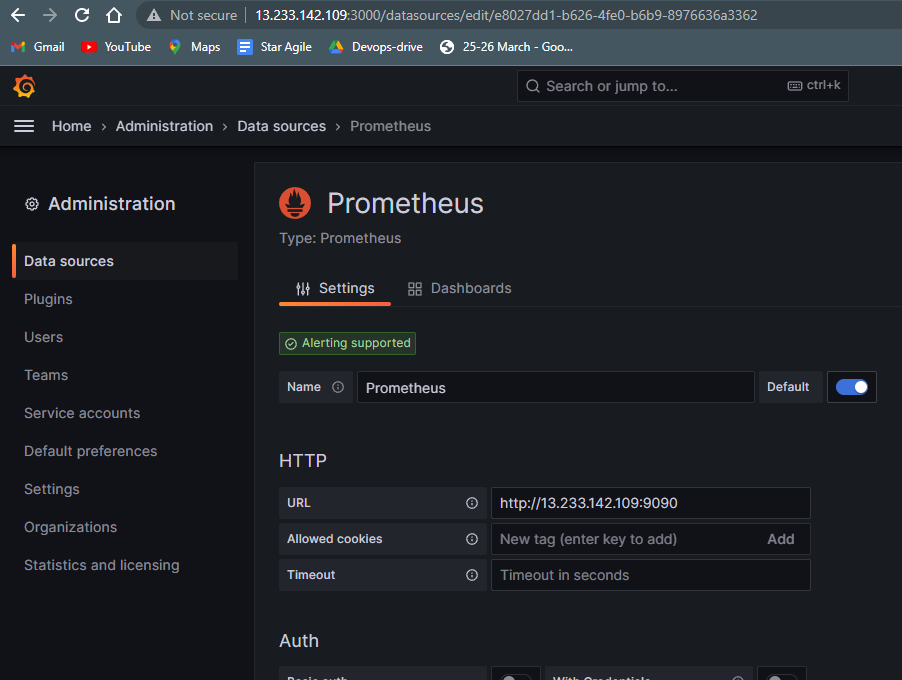 Not secure 13.233.142.109:3000/datasources/edit/e8027dd1-b626-4fe0-b6b9-8976636a3362
Gmail YouTube Maps Star Agile Devops-drive 25-26 March - Goo...
Search or jump to... ctrl+k
Home › Administration › Data sources › Prometheus
Administration
Data sources
Plugins
Users
Teams
Service accounts
Default preferences
Settings
Organizations
Statistics and licensing
Prometheus
Type: Prometheus
Settings Dashboards
Alerting supported
Name Prometheus Default
HTTP
URL http://13.233.142.109:9090
Allowed cookies New tag (enter key to add) Add
Timeout Timeout in seconds
Auth
Basic auth With Credentials